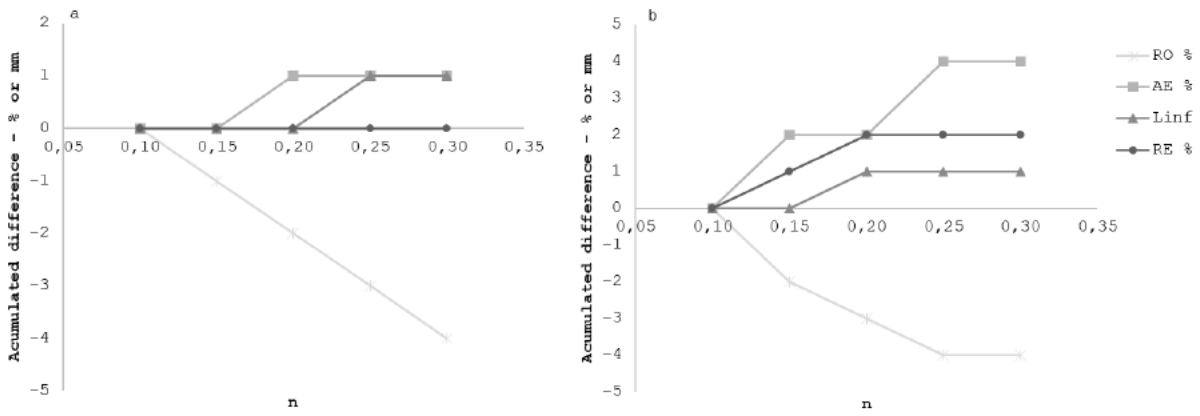 a
Acumulated difference - % or mm
2
1
0
-1
-2
-3
-4
-5
0,05 0,10 0,15 0,20 0,25 0,30 0,35
n
b
Acumulated difference - % or mm
5
4
3
2
1
0
-1
-2
-3
-4
-5
0,05 0,10 0,15 0,20 0,25 0,30 0,35
n
RO %
AE %
Linf
RE %